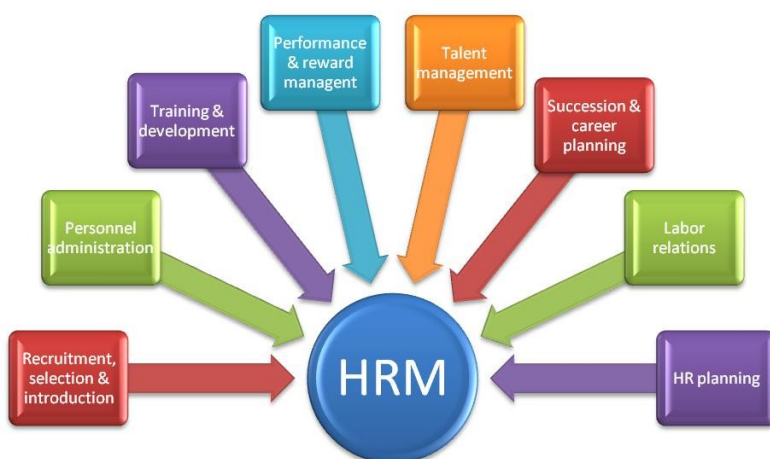 Performance
& reward
managent
Talent
management
Training &
development
Succession &
career
planning
Personnel
administration
Labor
relations
Recruitment,
selection &
introduction
HRM
HR planning